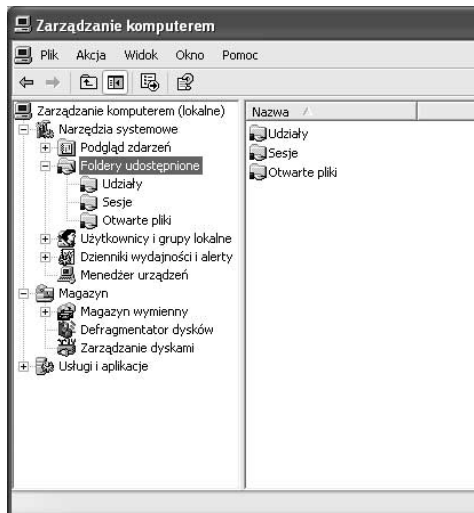 Zarządzanie komputerem
Plik Akcja Widok Okno Pomoc
Zarządzanie komputerem (lokalne)
Narzędzia systemowe
Podgląd zdarzeń
Foldery udostępnione
Udziały
Sesje
Otwarte pliki
Użytkownicy i grupy lokalne
Dzienniki wydajności i alerty
Menedżer urządzeń
Magazyn
Magazyn wymienny
Defragmentator dysków
Zarządzanie dyskami
Usługi i aplikacje
Nazwa
Udziały
Sesje
Otwarte pliki